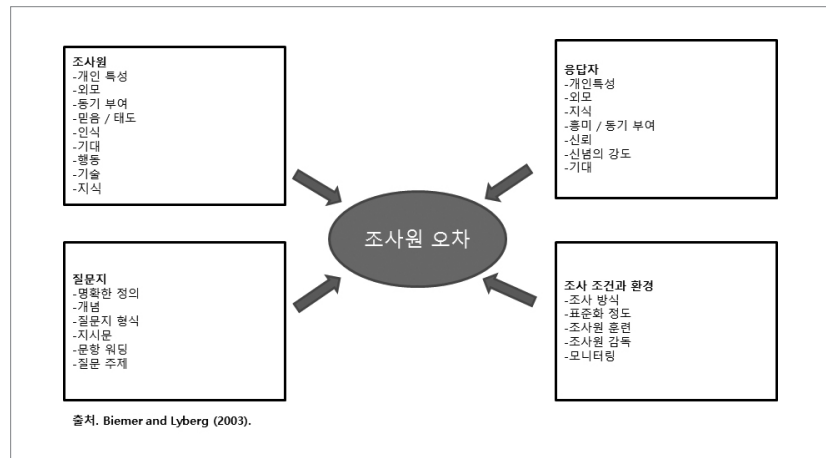 조사원
-개인 특성
-외모
-동기 부여
-믿음 / 태도
-인식
-기대
-행동
-기술
-지식
응답자
-개인특성
-외모
-지식
-흥미 / 동기 부여
-신뢰
-신념의 강도
-기대
조사원 오차
질문지
-명확한 정의
-개념
-질문지 형식
-지시문
-문항 워딩
-질문 주제
조사 조건과 환경
-조사 방식
-표준화 정도
-조사원 훈련
-조사원 감독
-모니터링
출처. Biemer and Lyberg (2003).